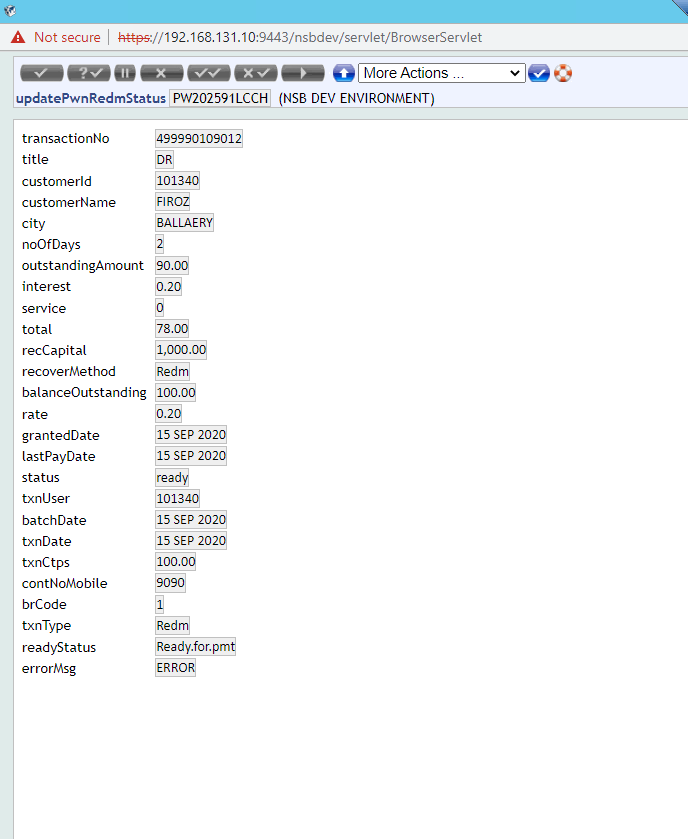 Not secure | https://192.168.131.10:9443/nsbdev/servlet/BrowserServlet
More Actions ...
updatePwnRedmStatus PW202591LCCH (NSB DEV ENVIRONMENT)
transactionNo 499990109012
title DR
customerId 101340
customerName FIROZ
city BALLAERY
noOfDays 2
outstandingAmount 90.00
interest 0.20
service 0
total 78.00
recCapital 1,000.00
recoverMethod Redm
balanceOutstanding 100.00
rate 0.20
grantedDate 15 SEP 2020
lastPayDate 15 SEP 2020
status ready
txnUser 101340
batchDate 15 SEP 2020
txnDate 15 SEP 2020
txnCtps 100.00
contNoMobile 9090
brCode 1
txnType Redm
readyStatus Ready.for.pmt
errorMsg ERROR